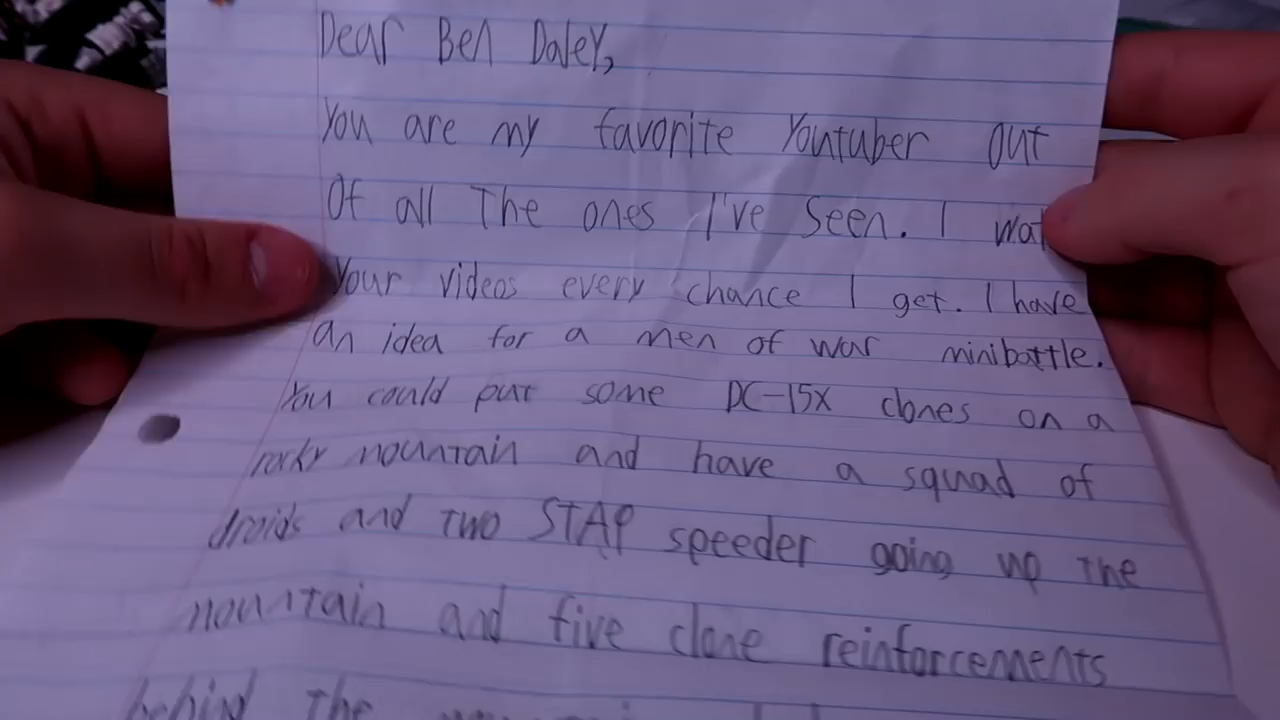 Dear Ben Daley,
You are my favorite Youtuber out
Of all The ones I've seen. I wat
Your videos every chance I get. I have
an idea for a men of war minibattle.
You could put some DC-15x clones on a
rocky mountain and have a squad of
droids and two STAP speeder going up the
mountain and five clone reinforcements
behind the